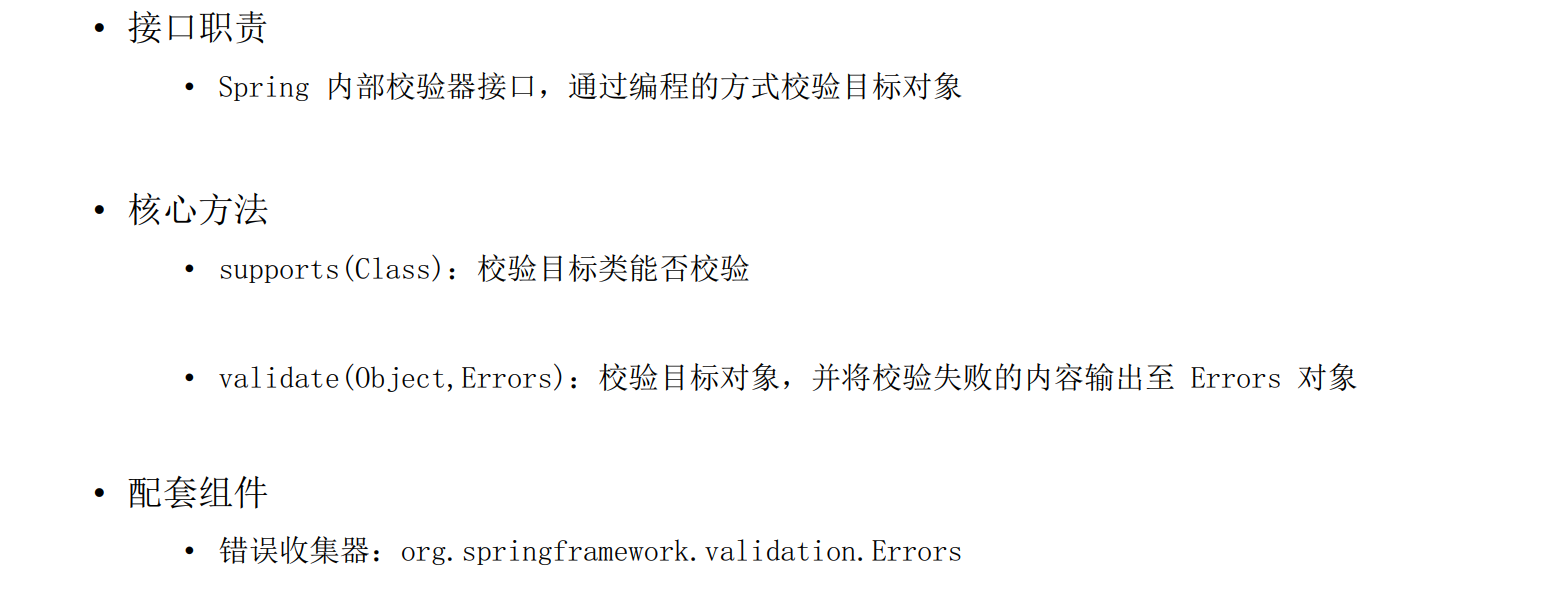 • 接口职责
• Spring 内部校验器接口，通过编程的方式校验目标对象
• 核心方法
• supports(Class)：校验目标类能否校验
• validate(Object,Errors)：校验目标对象，并将校验失败的内容输出至 Errors 对象
• 配套组件
• 错误收集器：org.springframework.validation.Errors